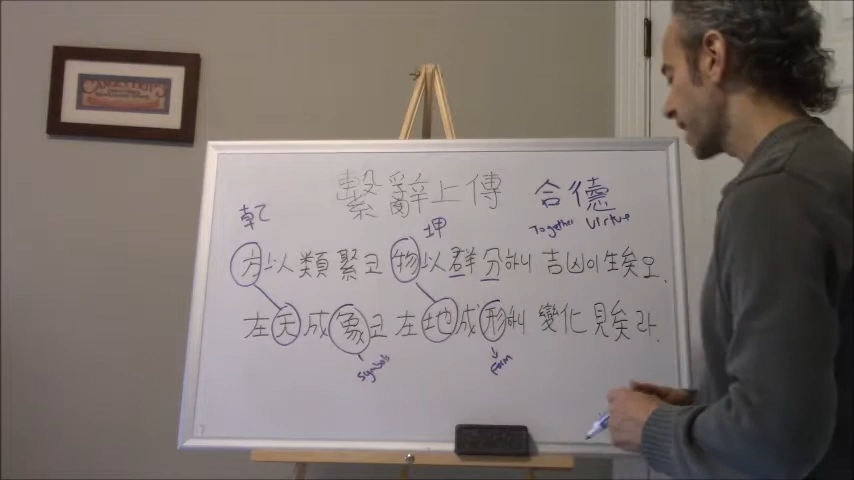 繫辭上傳 合德
Together Virtue
乾 坤
方以類聚코 物以群分하니 吉凶이 生矣오.
在天成象코 在地成形하니 變化 見矣라.
symbols Form